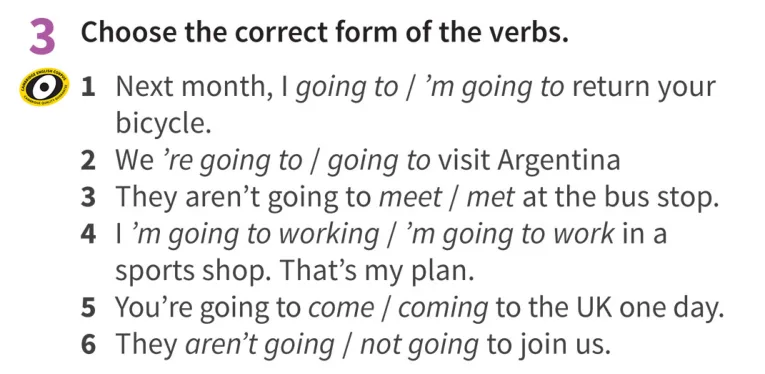 3 Choose the correct form of the verbs.
1 Next month, I going to / ’m going to return your
bicycle.
2 We ’re going to / going to visit Argentina
3 They aren’t going to meet / met at the bus stop.
4 I ’m going to working / ’m going to work in a
sports shop. That’s my plan.
5 You’re going to come / coming to the UK one day.
6 They aren’t going / not going to join us.